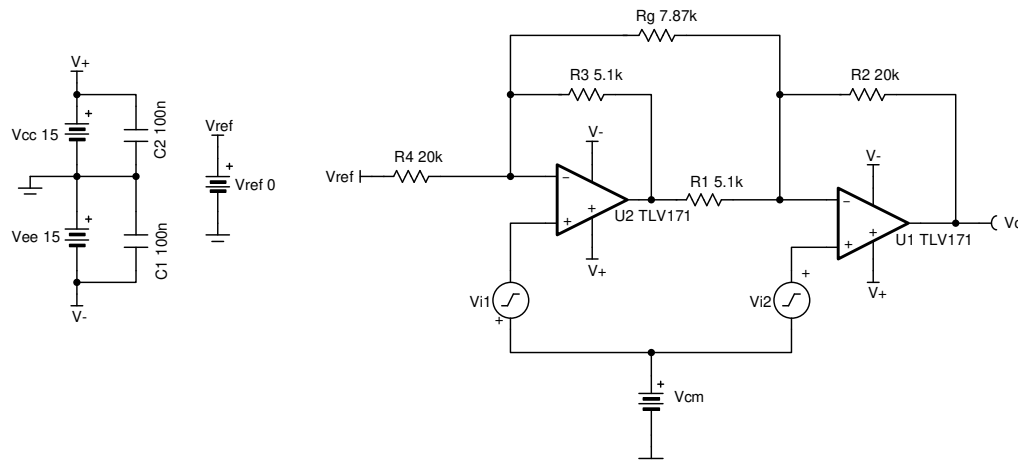 V+
Vcc 15
+
C2 100n
Vee 15
+
C1 100n
V-
Vref
+
Vref 0
Rg 7.87k
R3 5.1k
R2 20k
Vref
R4 20k
V-
−
+
+
U2 TLV171
V+
R1 5.1k
V-
−
+
+
U1 TLV171
V+
Vi1
+
Vi2
+
+
Vcm